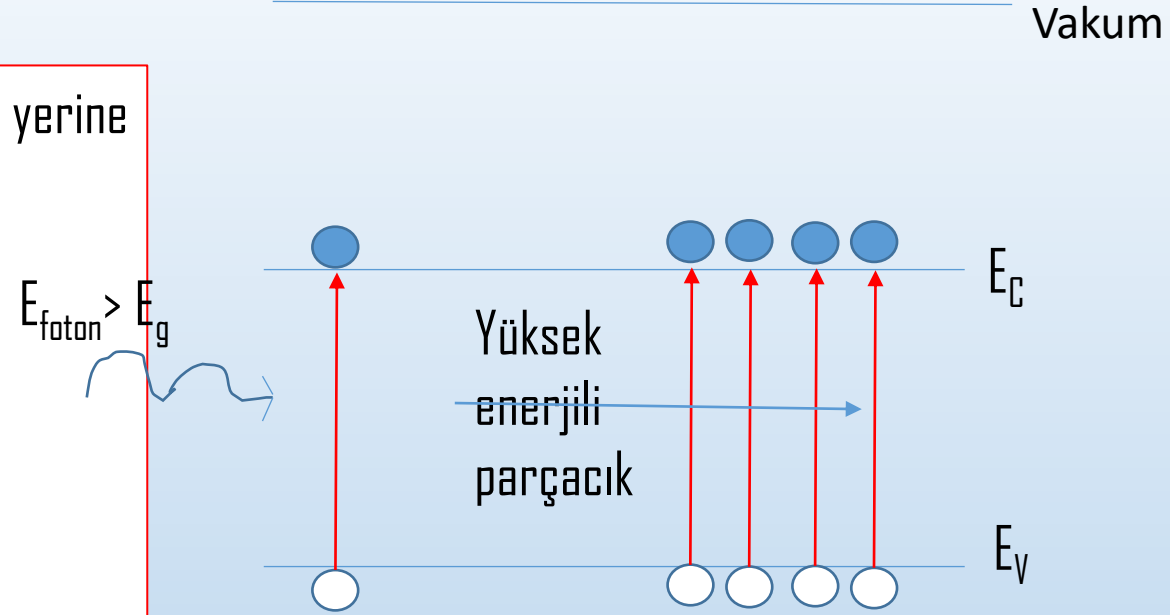 Vakum
yerine
E_foton > E_g
Yüksek
enerjili
parçacık
E_C
E_V